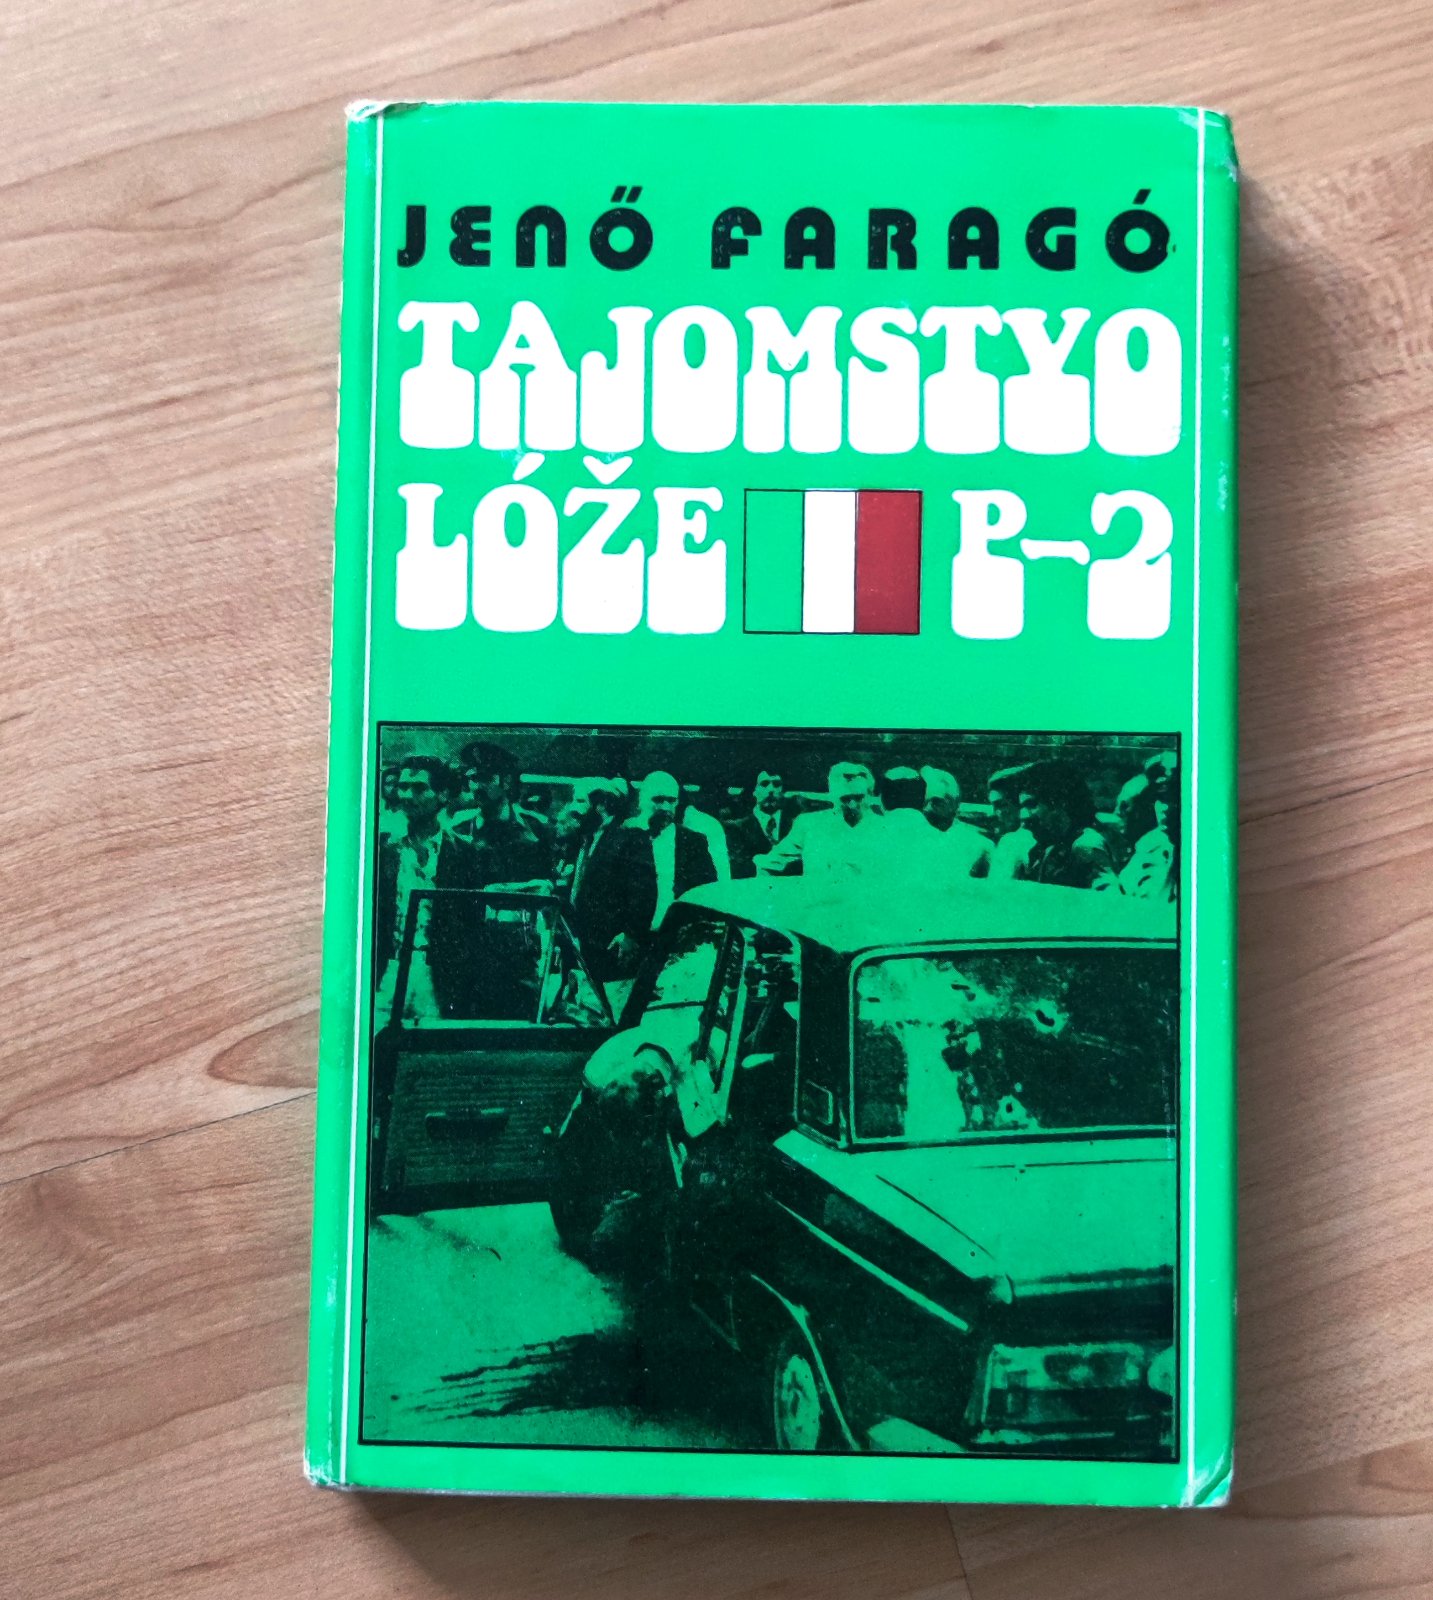 JENŐ FARAGÓ
TAJOMSTVO
LÓŽE P-2